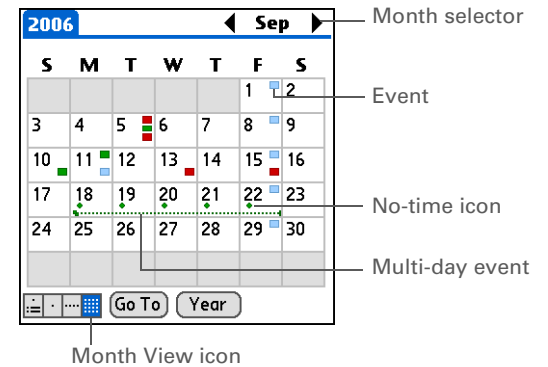 2006 Sep
Month selector
S M T W T F S
1 2
Event
3 4 5 6 7 8 9
10 11 12 13 14 15 16
17 18 19 20 21 22 23
No-time icon
24 25 26 27 28 29 30
Multi-day event
Go To Year
Month View icon